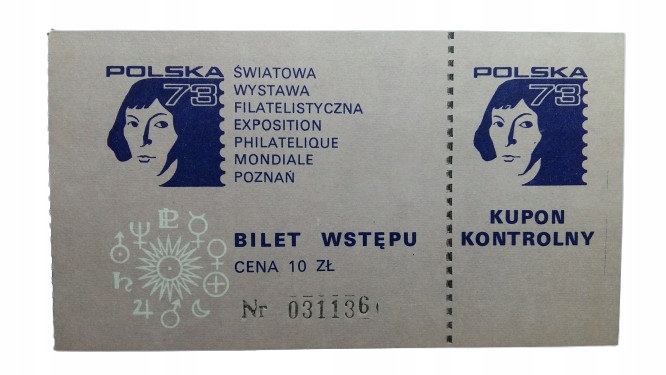 POLSKA
73
ŚWIATOWA
WYSTAWA
FILATELISTYCZNA
EXPOSITION
PHILATELIQUE
MONDIALE
POZNAŃ
BILET WSTĘPU
CENA 10 ZŁ
Nr 031136
POLSKA
73
KUPON
KONTROLNY